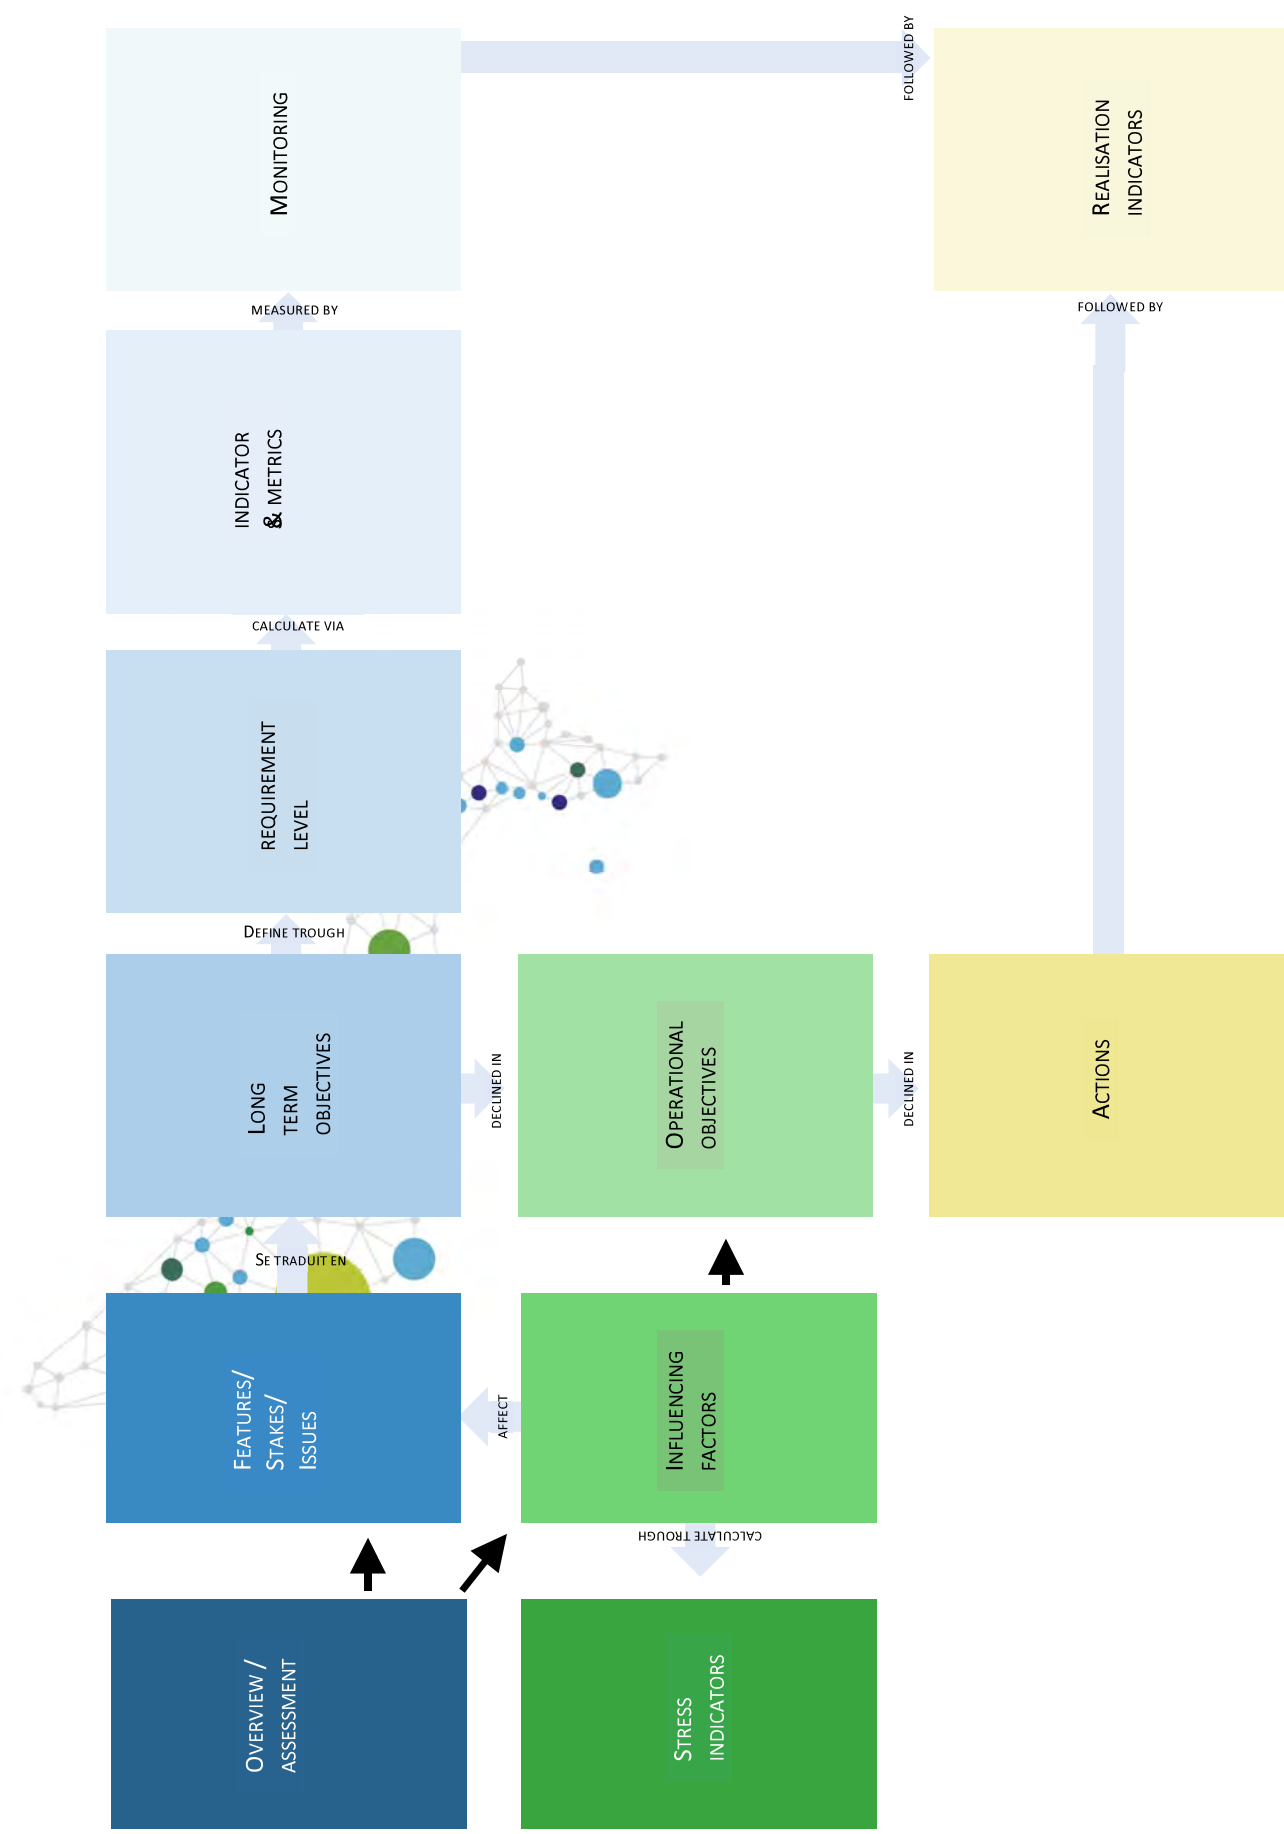 MONITORING
FOLLOWED BY
REALISATION
INDICATORS
MEASURED BY
FOLLOWED BY
INDICATOR
& METRICS
CALCULATE VIA
REQUIREMENT
LEVEL
DEFINE TROUGH
LONG
TERM
OBJECTIVES
DECLINED IN
OPERATIONAL
OBJECTIVES
DECLINED IN
ACTIONS
SE TRADUIT EN
FEATURES/
STAKES/
ISSUES
AFFECT
INFLUENCING
FACTORS
CALCULATE TROUGH
OVERVIEW /
ASSESSMENT
STRESS
INDICATORS